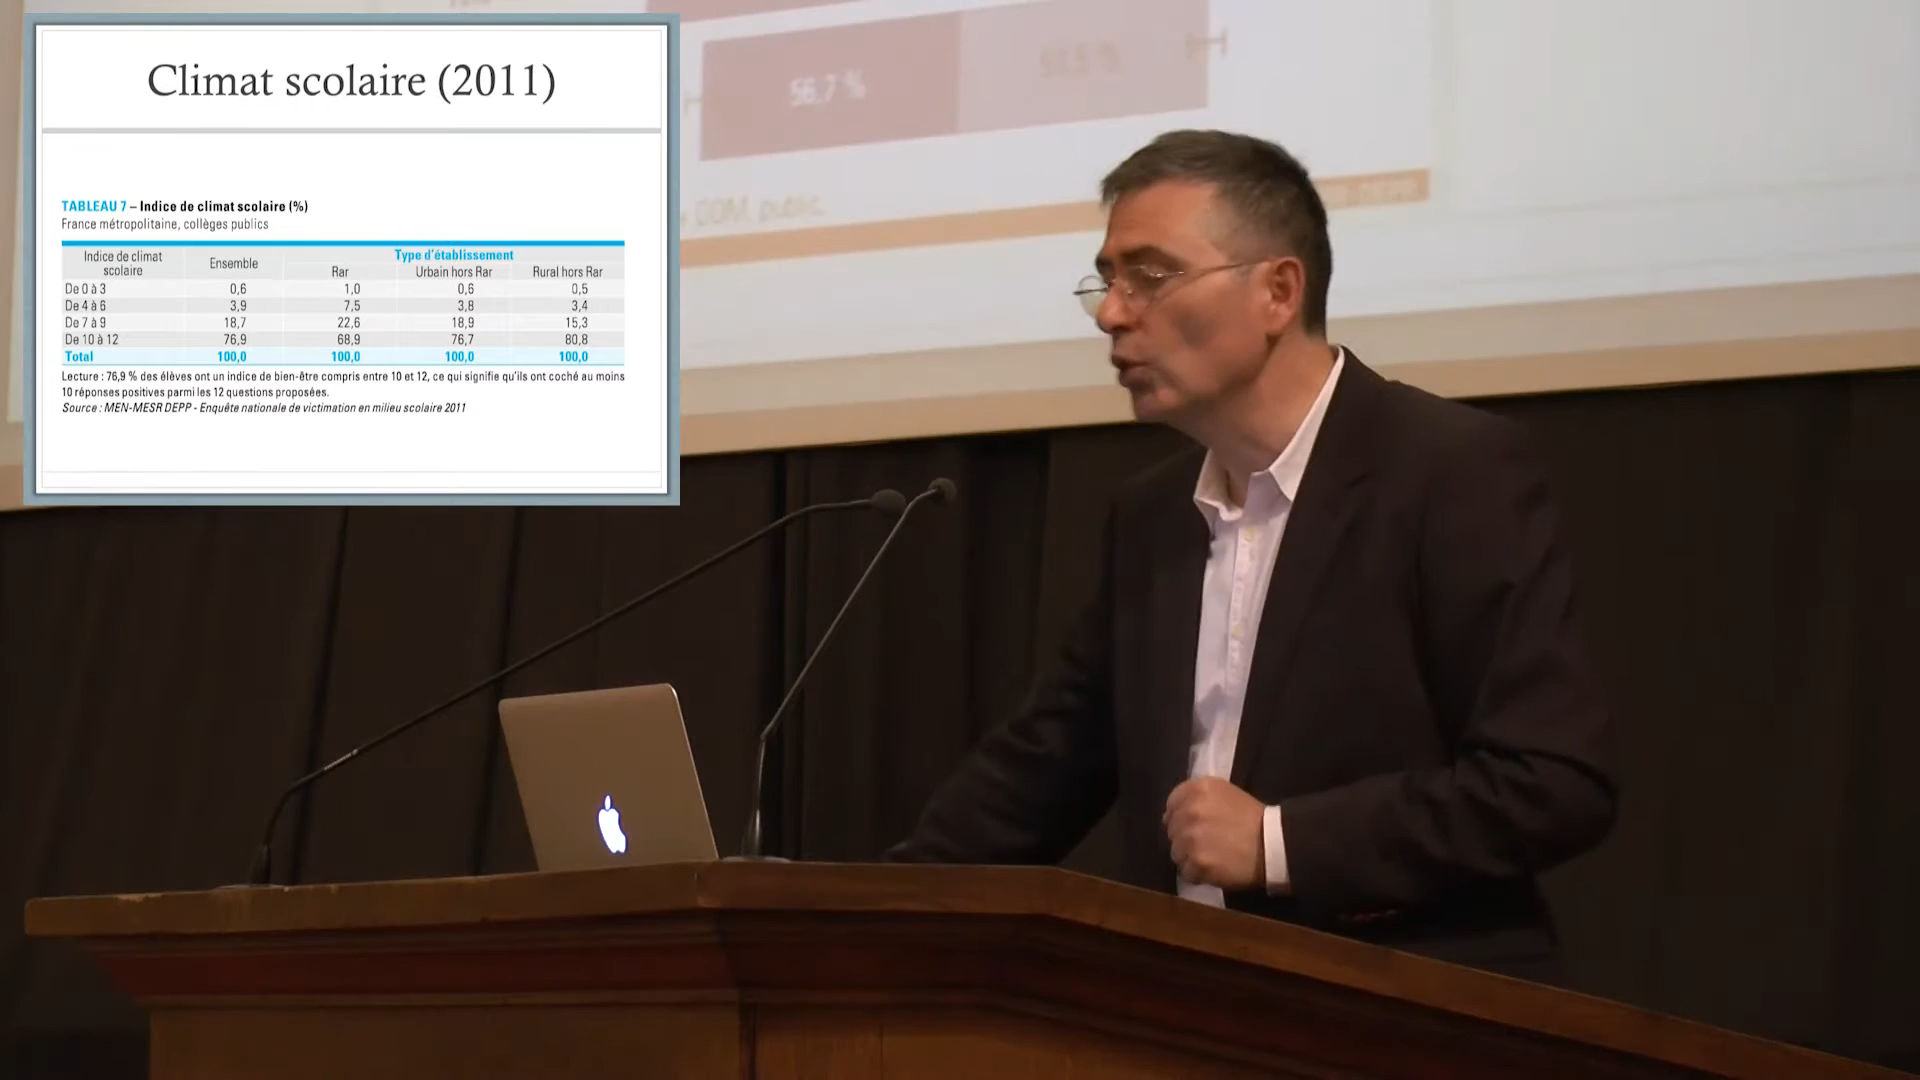 Climat scolaire (2011)
TABLEAU 7 – Indice de climat scolaire (%)
France métropolitaine, collèges publics
Indice de climat scolaire Ensemble Type d'établissement
Rar Urbain hors Rar Rural hors Rar
De 0 à 3 0,6 1,0 0,6 0,5
De 4 à 6 3,9 7,5 3,8 3,4
De 7 à 9 18,7 22,6 18,9 15,3
De 10 à 12 76,9 68,9 76,7 80,8
Total 100,0 100,0 100,0 100,0
Lecture : 76,9 % des élèves ont un indice de bien-être compris entre 10 et 12, ce qui signifie qu'ils ont coché au moins
10 réponses positives parmi les 12 questions proposées.
Source : MEN-MESR DEPP - Enquête nationale de victimation en milieu scolaire 2011
56,7 %
DOM, public.